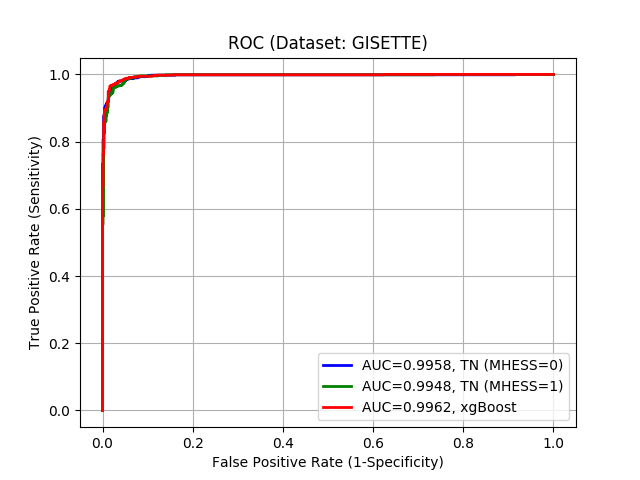 ROC (Dataset: GISETTE)
True Positive Rate (Sensitivity)
1.0
0.8
0.6
0.4
0.2
0.0
AUC=0.9958, TN (MHESS=0)
AUC=0.9948, TN (MHESS=1)
AUC=0.9962, xgBoost
0.0 0.2 0.4 0.6 0.8 1.0
False Positive Rate (1-Specificity)